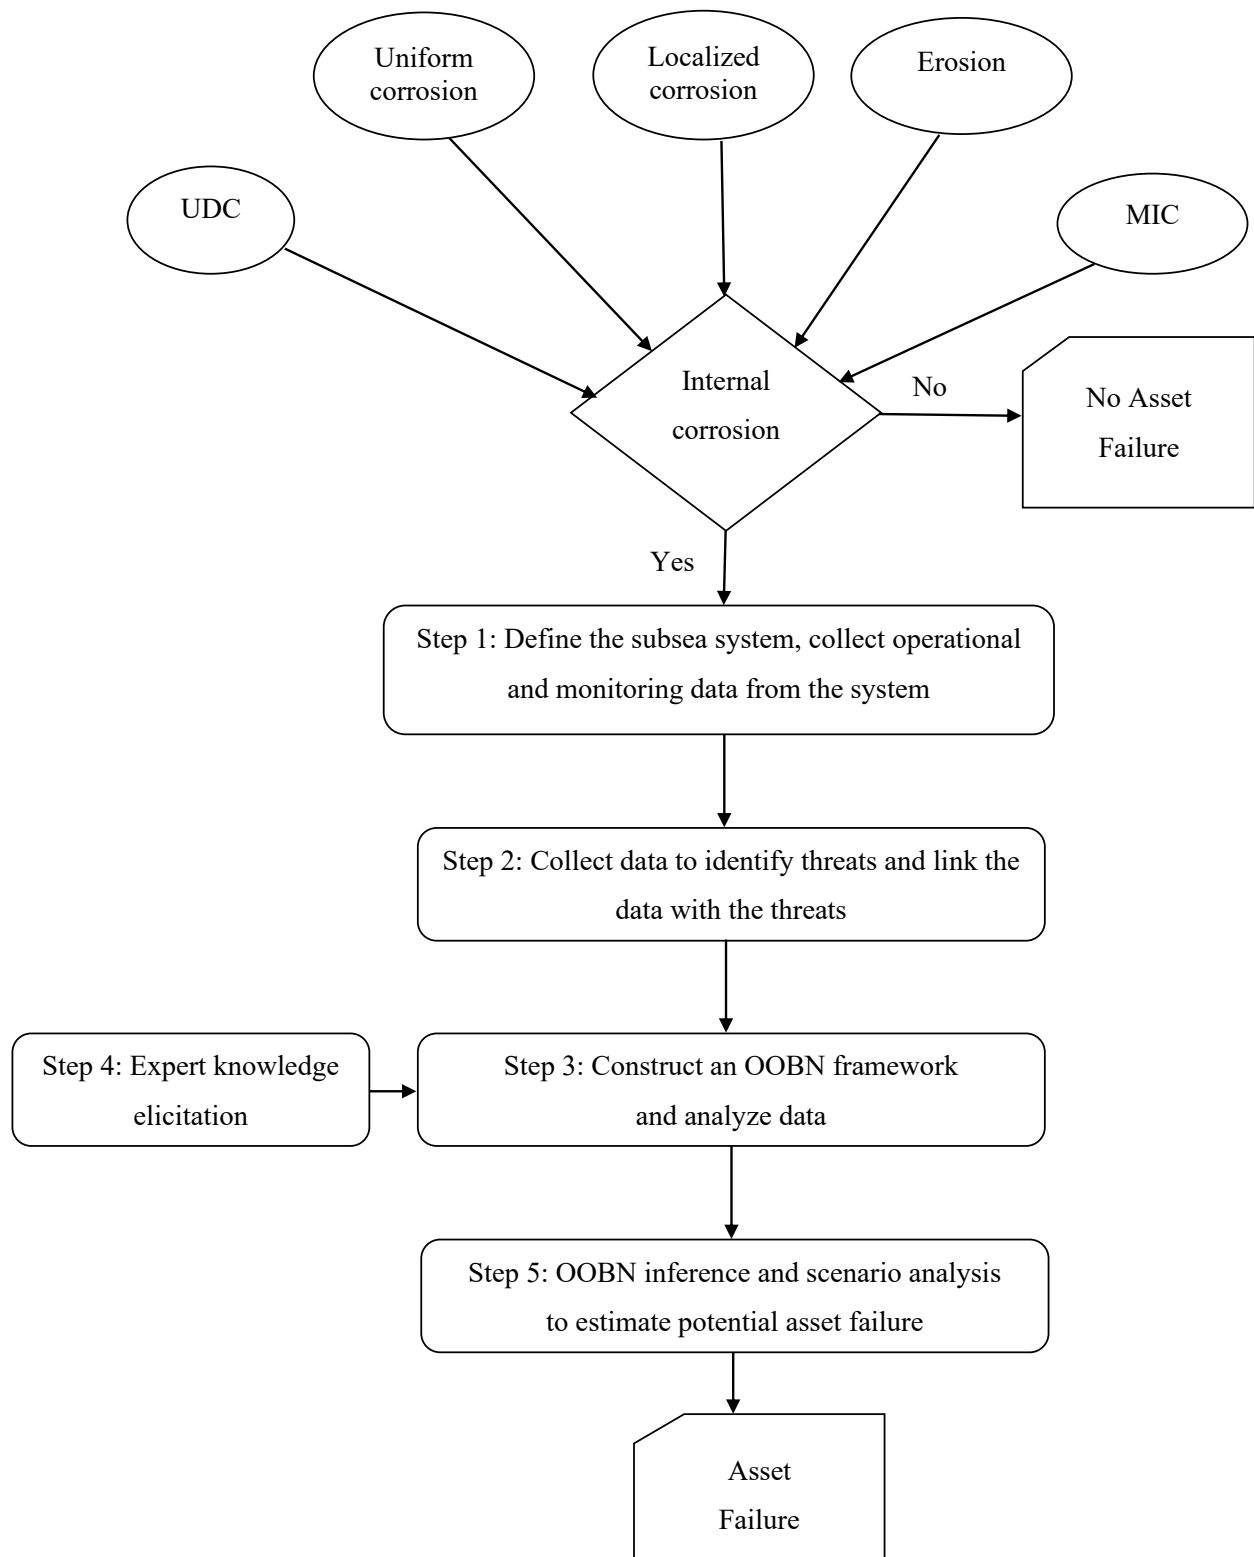 Uniform
corrosion
Localized
corrosion
Erosion
UDC
MIC
Internal
corrosion
No
No Asset
Failure
Yes
Step 1: Define the subsea system, collect operational
and monitoring data from the system
Step 2: Collect data to identify threats and link the
data with the threats
Step 4: Expert knowledge
elicitation
Step 3: Construct an OOBN framework
and analyze data
Step 5: OOBN inference and scenario analysis
to estimate potential asset failure
Asset
Failure